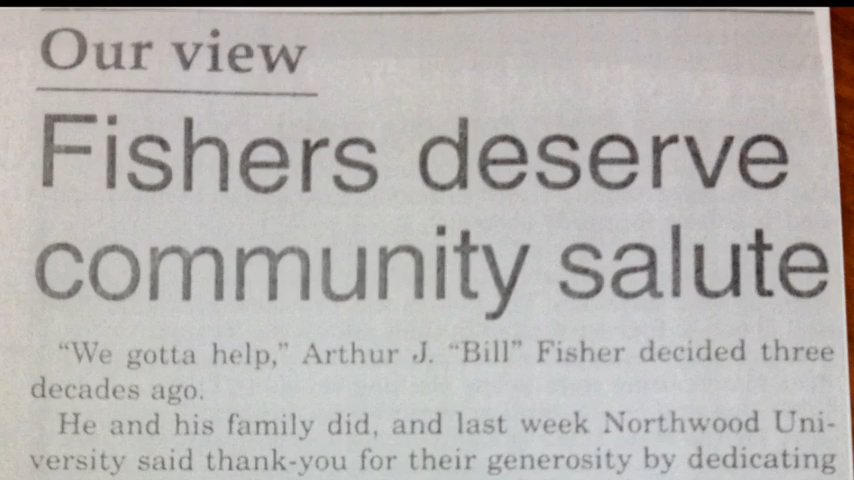 Our view
Fishers deserve
community salute
“We gotta help,” Arthur J. “Bill” Fisher decided three
decades ago.
He and his family did, and last week Northwood Uni-
versity said thank-you for their generosity by dedicating